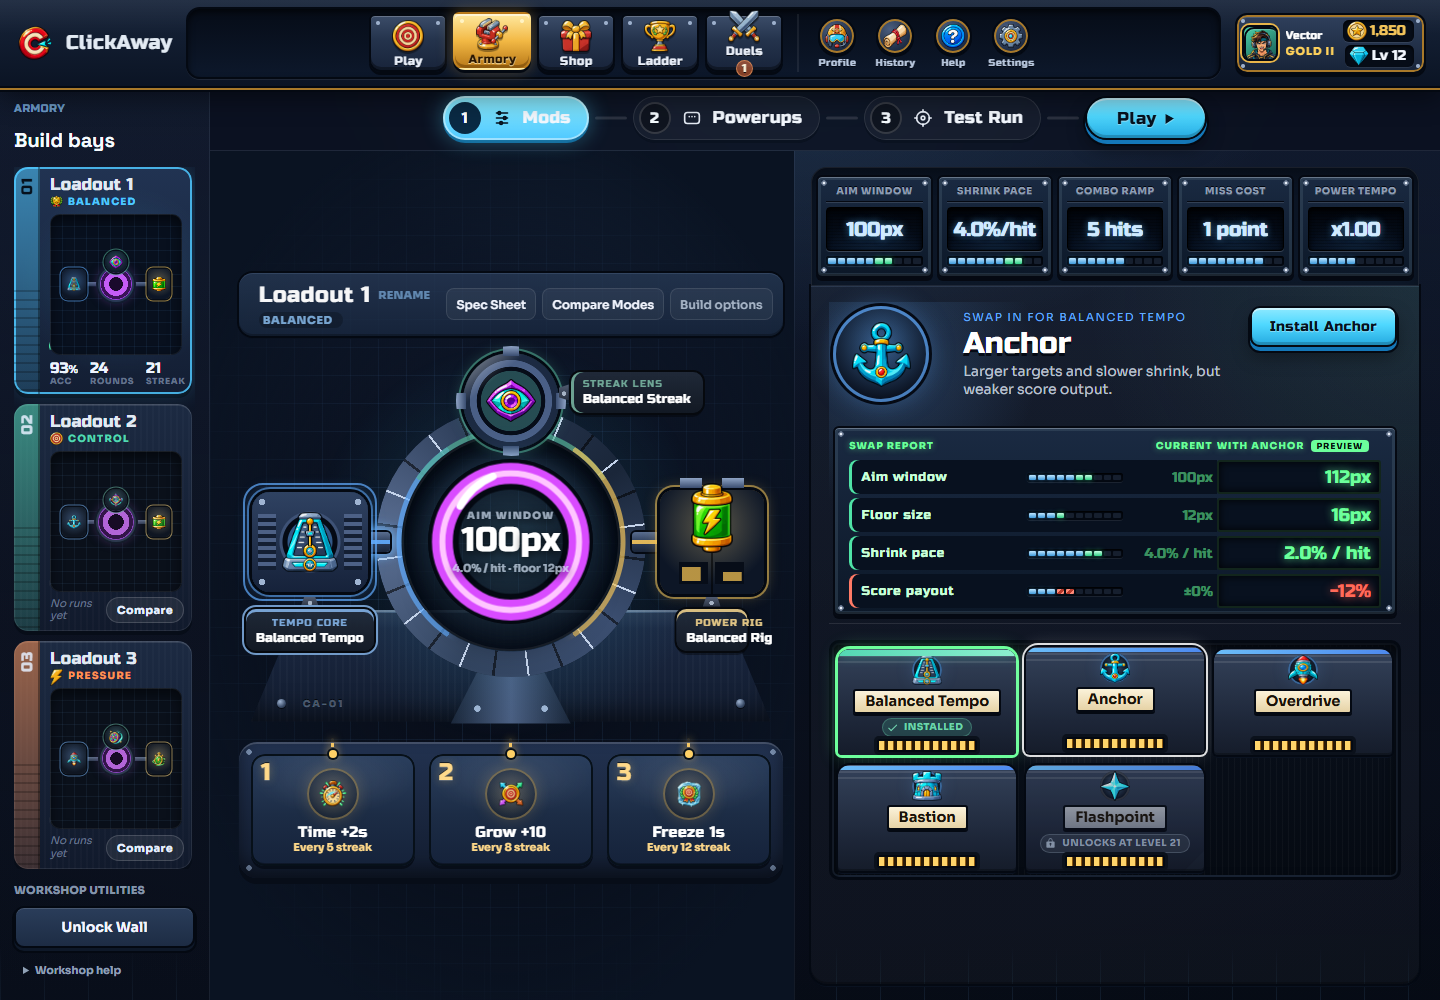 ClickAway
Play
Armory
Shop
Ladder
Duels
1
Profile
History
Help
Settings
Vector
GOLD II
1,850
Lv 12
ARMORY
Build bays
01
Loadout 1
BALANCED
93%
ACC
24
ROUNDS
21
STREAK
02
Loadout 2
CONTROL
No runs yet
Compare
03
Loadout 3
PRESSURE
No runs yet
Compare
WORKSHOP UTILITIES
Unlock Wall
Workshop help
1 Mods
2 Powerups
3 Test Run
Play
Loadout 1 RENAME
BALANCED
Spec Sheet
Compare Modes
Build options
STREAK LENS
Balanced Streak
AIM WINDOW
100px
4.0% / hit · floor 12px
TEMPO CORE
Balanced Tempo
POWER RIG
Balanced Rig
CA-01
1
Time +2s
Every 5 streak
2
Grow +10
Every 8 streak
3
Freeze 1s
Every 12 streak
AIM WINDOW
100px
SHRINK PACE
4.0%/hit
COMBO RAMP
5 hits
MISS COST
1 point
POWER TEMPO
x1.00
SWAP IN FOR BALANCED TEMPO
Anchor
Larger targets and slower shrink, but
weaker score output.
Install Anchor
SWAP REPORT CURRENT WITH ANCHOR PREVIEW
Aim window 100px 112px
Floor size 12px 16px
Shrink pace 4.0% / hit 2.0% / hit
Score payout ±0% −12%
Balanced Tempo
INSTALLED
Anchor
Overdrive
Bastion
Flashpoint
UNLOCKS AT LEVEL 21